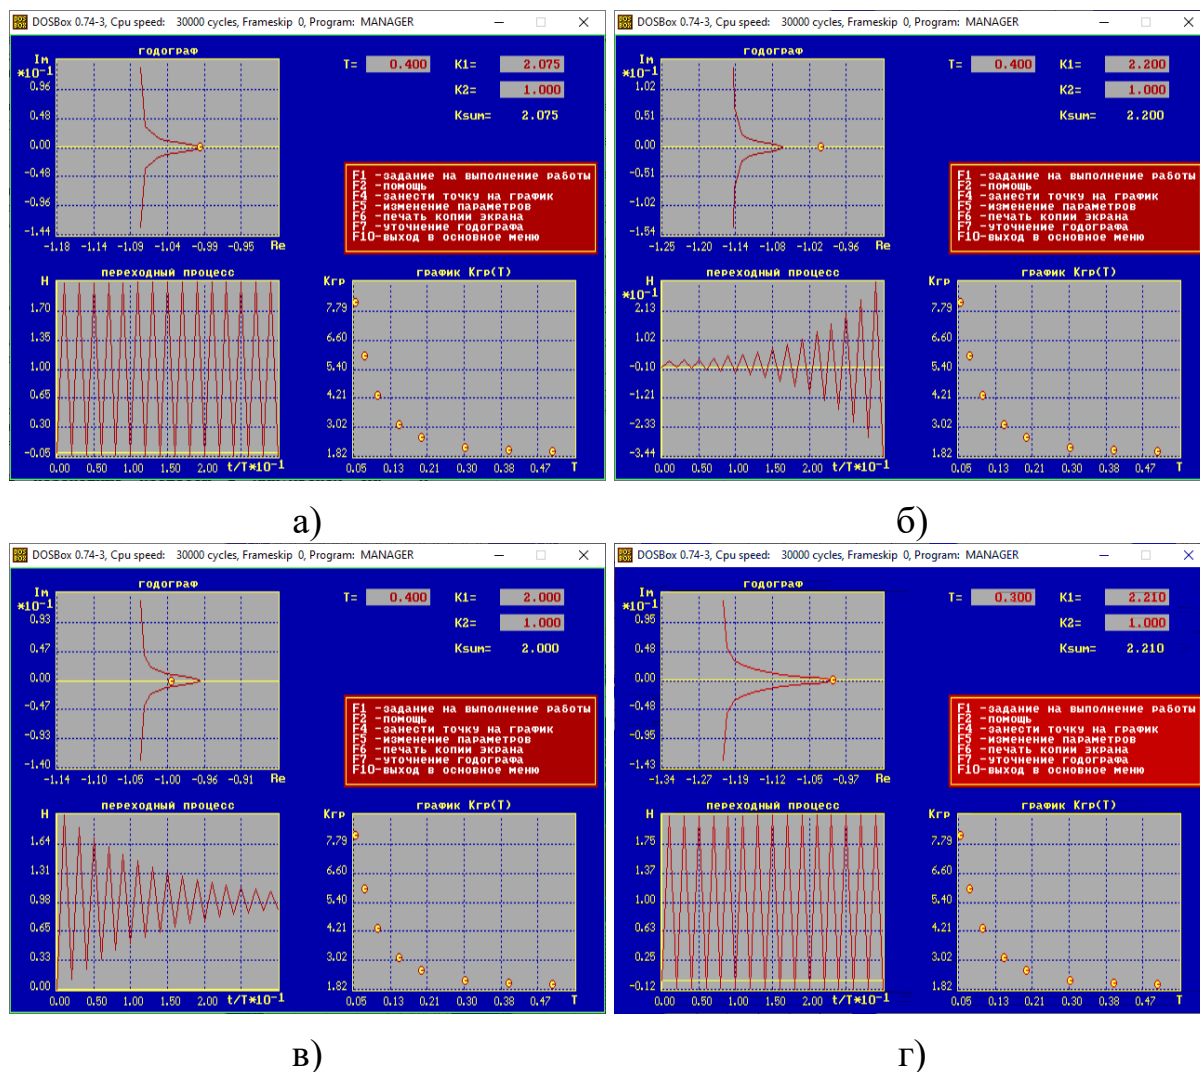 DOSBox 0.74-3, Cpu speed: 30000 cycles, Frameskip 0, Program: MANAGER
годограф
Im
*10-1
0.96
0.48
0.00
-0.48
-0.96
-1.44
-1.18 -1.14 -1.09 -1.04 -0.99 -0.95 Re
T= 0.400 K1= 2.075
K2= 1.000
Ksum= 2.075
F1 -задание на выполнение работы
F2 -помощь
F4 -занести точку на график
F5 -изменение параметров
F6 -печать копии экрана
F7 -уточнение годографа
F10-выход в основное меню
переходный процесс
H
1.70
1.35
1.00
0.65
0.30
-0.05
0.00 0.50 1.00 1.50 2.00 t/T*10-1
график Kгр(T)
Kгр
7.79
6.60
5.40
4.21
3.02
1.82
0.05 0.13 0.21 0.30 0.38 0.47 T
а)
DOSBox 0.74-3, Cpu speed: 30000 cycles, Frameskip 0, Program: MANAGER
годограф
Im
*10-1
1.02
0.51
0.00
-0.51
-1.02
-1.54
-1.25 -1.20 -1.14 -1.08 -1.02 -0.96 Re
T= 0.400 K1= 2.200
K2= 1.000
Ksum= 2.200
F1 -задание на выполнение работы
F2 -помощь
F4 -занести точку на график
F5 -изменение параметров
F6 -печать копии экрана
F7 -уточнение годографа
F10-выход в основное меню
переходный процесс
H
*10-1
2.13
1.02
-0.10
-1.21
-2.33
-3.44
0.00 0.50 1.00 1.50 2.00 t/T*10-1
график Kгр(T)
Kгр
7.79
6.60
5.40
4.21
3.02
1.82
0.05 0.13 0.21 0.30 0.38 0.47 T
б)
DOSBox 0.74-3, Cpu speed: 30000 cycles, Frameskip 0, Program: MANAGER
годограф
Im
*10-1
0.93
0.47
0.00
-0.47
-0.93
-1.40
-1.14 -1.10 -1.05 -1.00 -0.96 -0.91 Re
T= 0.400 K1= 2.000
K2= 1.000
Ksum= 2.000
F1 -задание на выполнение работы
F2 -помощь
F4 -занести точку на график
F5 -изменение параметров
F6 -печать копии экрана
F7 -уточнение годографа
F10-выход в основное меню
переходный процесс
H
1.64
1.31
0.98
0.65
0.33
0.00
0.00 0.50 1.00 1.50 2.00 t/T*10-1
график Kгр(T)
Kгр
7.79
6.60
5.40
4.21
3.02
1.82
0.05 0.13 0.21 0.30 0.38 0.47 T
в)
DOSBox 0.74-3, Cpu speed: 30000 cycles, Frameskip 0, Program: MANAGER
годограф
Im
*10-1
0.95
0.48
0.00
-0.48
-0.95
-1.43
-1.34 -1.27 -1.19 -1.12 -1.05 -0.97 Re
T= 0.300 K1= 2.210
K2= 1.000
Ksum= 2.210
F1 -задание на выполнение работы
F2 -помощь
F4 -занести точку на график
F5 -изменение параметров
F6 -печать копии экрана
F7 -уточнение годографа
F10-выход в основное меню
переходный процесс
H
1.75
1.37
1.00
0.62
0.25
-0.12
0.00 0.50 1.00 1.50 2.00 t/T*10-1
график Kгр(T)
Kгр
7.79
6.60
5.40
4.21
3.02
1.82
0.05 0.13 0.21 0.30 0.38 0.47 T
г)